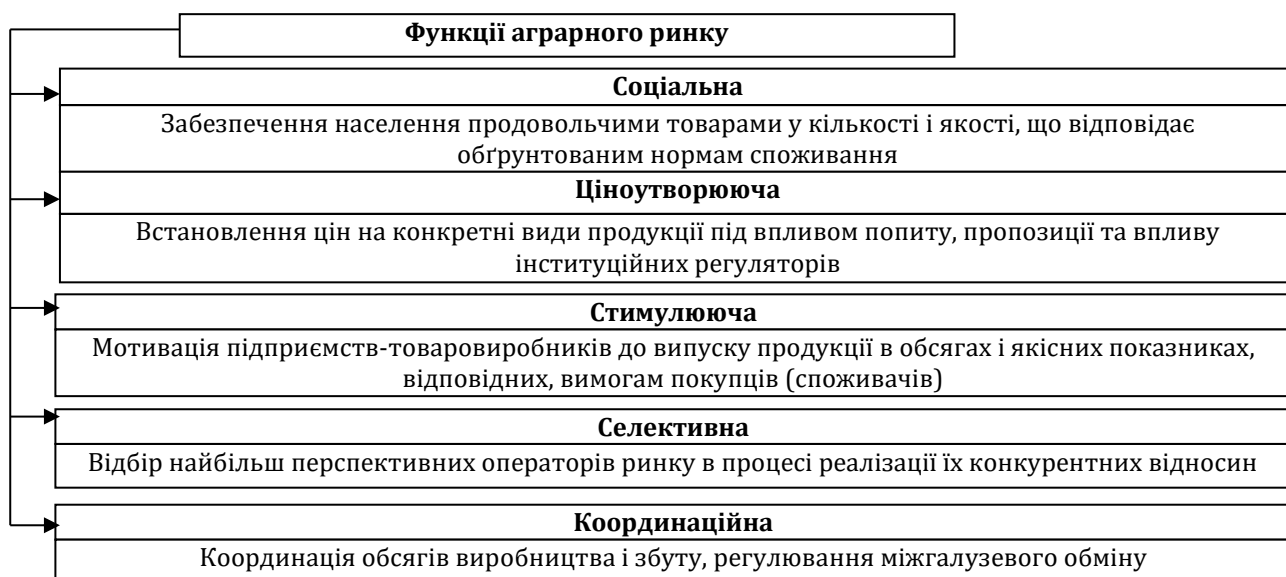 Функції аграрного ринку
Соціальна
Забезпечення населення продовольчими товарами у кількості і якості, що відповідає
обґрунтованим нормам споживання
Ціноутворююча
Встановлення цін на конкретні види продукції під впливом попиту, пропозиції та впливу
інституційних регуляторів
Стимулююча
Мотивація підприємств-товаровиробників до випуску продукції в обсягах і якісних показниках,
відповідних, вимогам покупців (споживачів)
Селективна
Відбір найбільш перспективних операторів ринку в процесі реалізації їх конкурентних відносин
Координаційна
Координація обсягів виробництва і збуту, регулювання міжгалузевого обміну